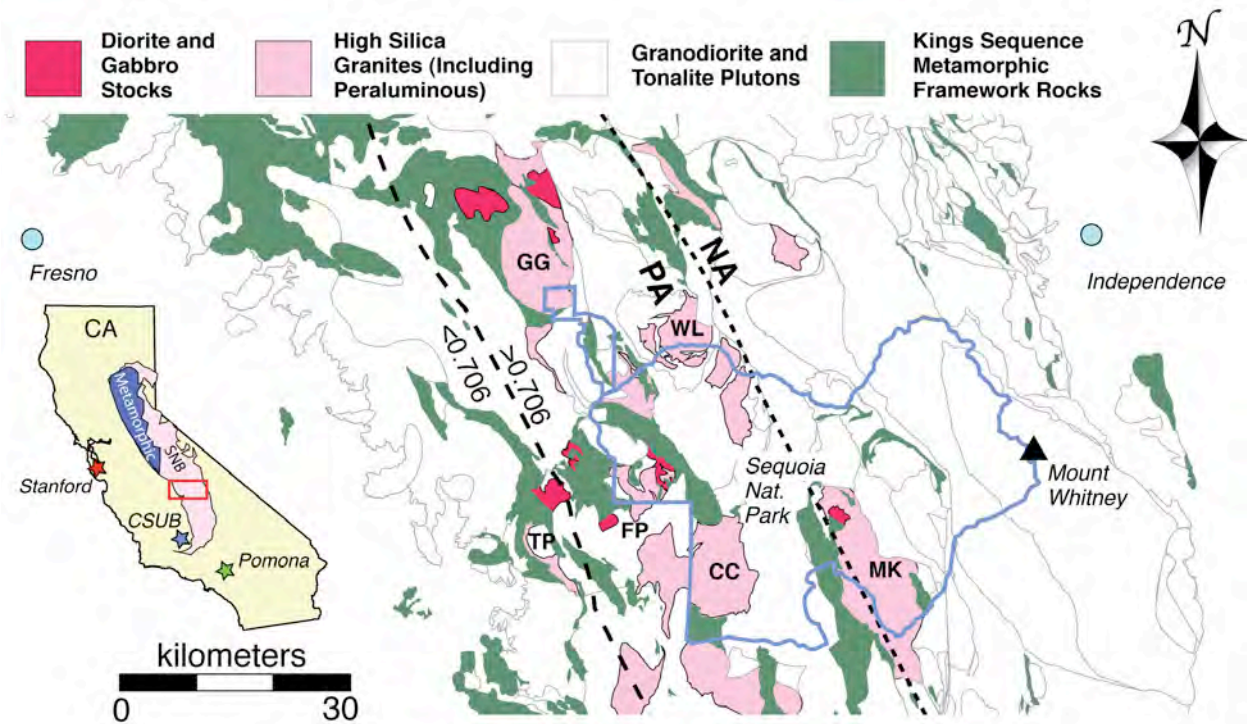 Diorite and
Gabbro
Stocks
High Silica
Granites (Including
Peraluminous)
Granodiorite and
Tonalite Plutons
Kings Sequence
Metamorphic
Framework Rocks
N
Fresno
GG
PA
NA
Independence
WL
<0.706
>0.706
CA
Metamorphic
SNB
Stanford
CSUB
Pomona
Sequoia
Nat.
Park
Mount
Whitney
TP
FP
CC
MK
kilometers
0
30